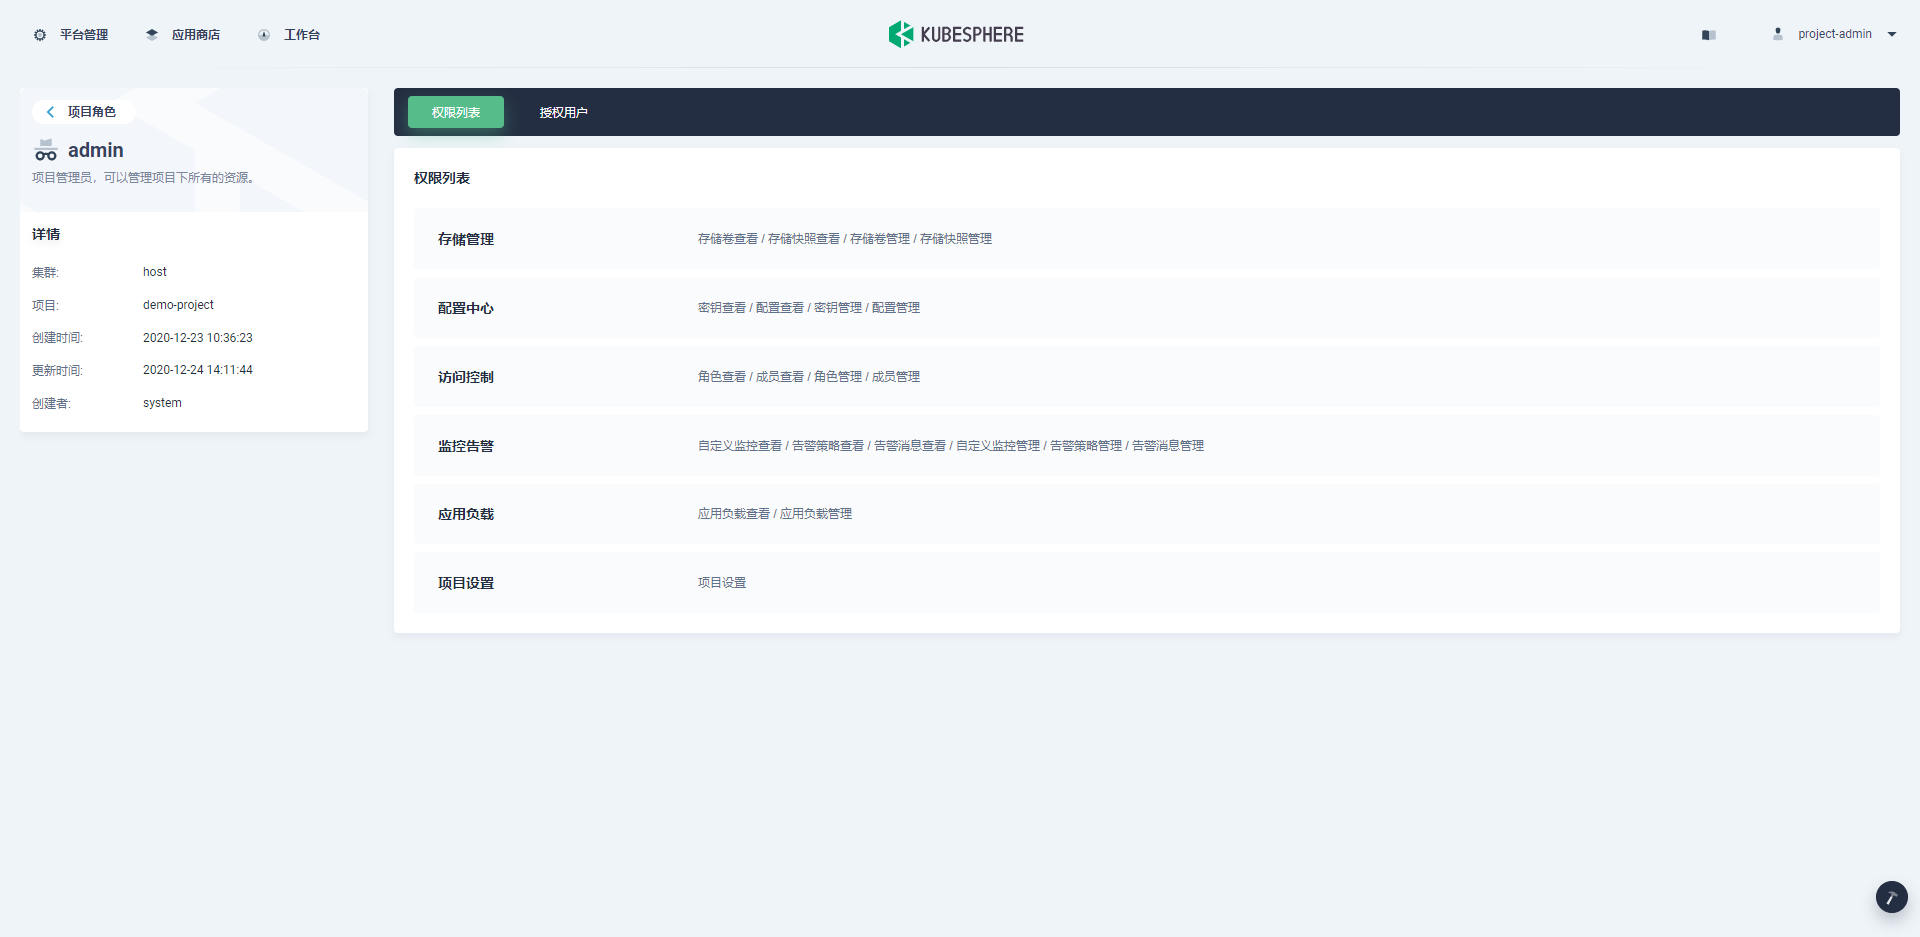 平台管理 应用商店 工作台 KUBESPHERE project-admin
项目角色
admin
项目管理员，可以管理项目下所有的资源。
详情
集群: host
项目: demo-project
创建时间: 2020-12-23 10:36:23
更新时间: 2020-12-24 14:11:44
创建者: system
权限列表 授权用户
权限列表
存储管理 存储卷查看 / 存储快照查看 / 存储卷管理 / 存储快照管理
配置中心 密钥查看 / 配置查看 / 密钥管理 / 配置管理
访问控制 角色查看 / 成员查看 / 角色管理 / 成员管理
监控告警 自定义监控查看 / 告警策略查看 / 告警消息查看 / 自定义监控管理 / 告警策略管理 / 告警消息管理
应用负载 应用负载查看 / 应用负载管理
项目设置 项目设置